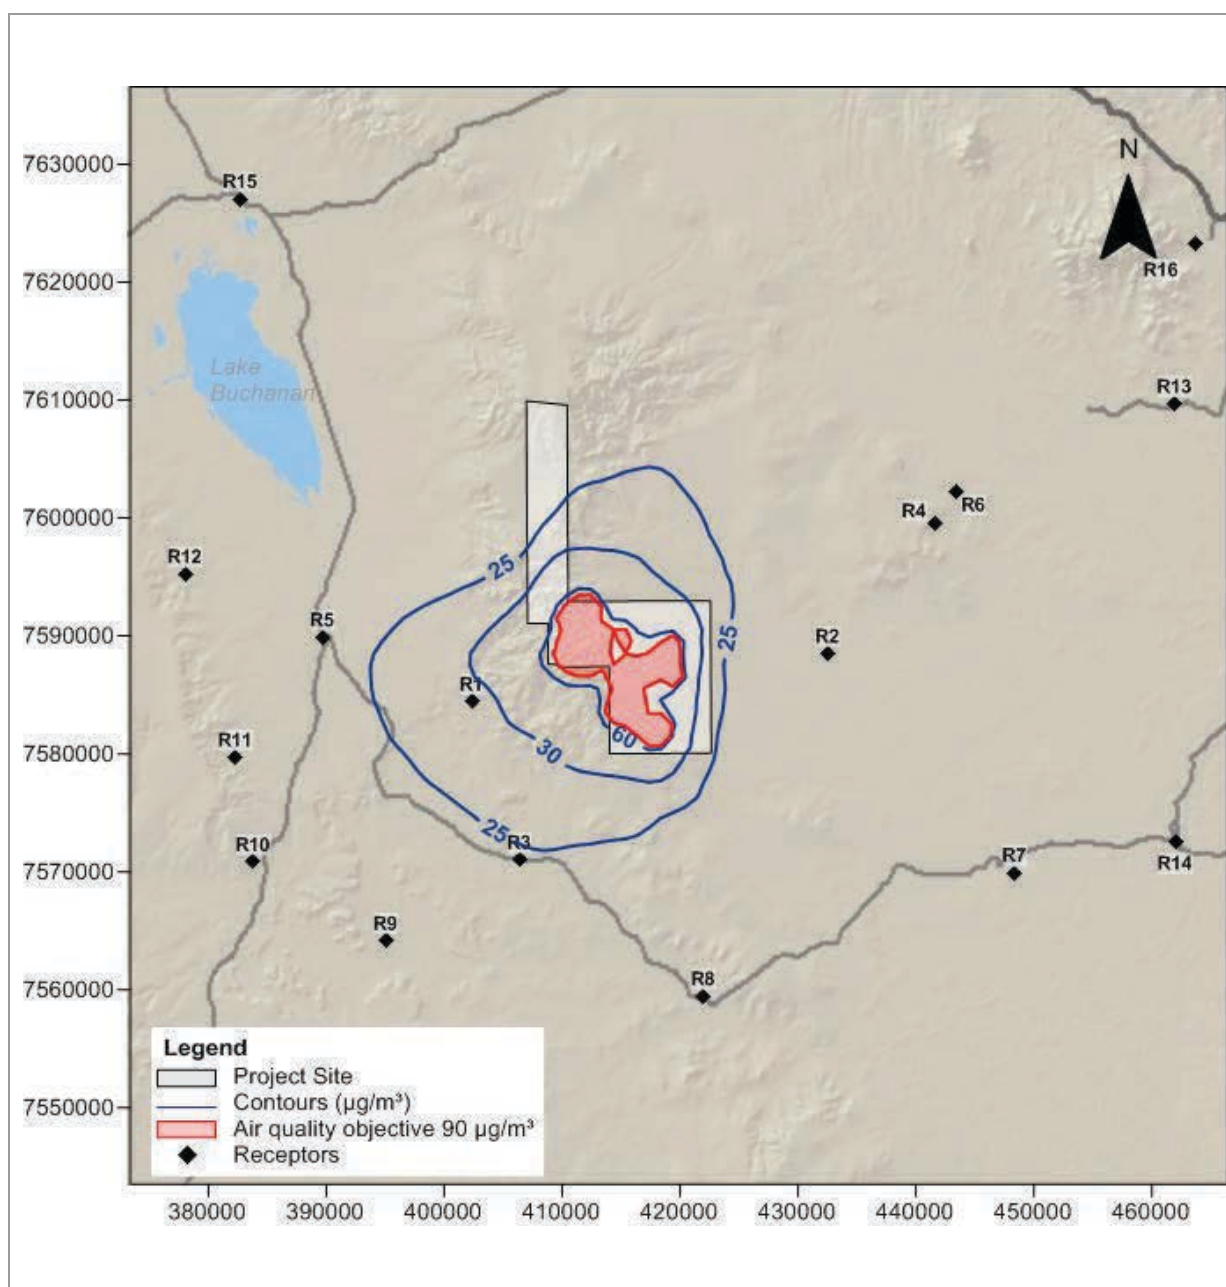 N
7630000
R15
R16
7620000
Lake
Buchanan
7610000
R13
7600000
R6
R4
25
R12
7590000
R5
25
R2
R1
7580000
60
30
R11
25
R3
R10
7570000
R7
R14
R9
7560000
R8
Legend
Project Site
Contours (µg/m³)
Air quality objective 90 µg/m³
Receptors
7550000
380000 390000 400000 410000 420000 430000 440000 450000 460000